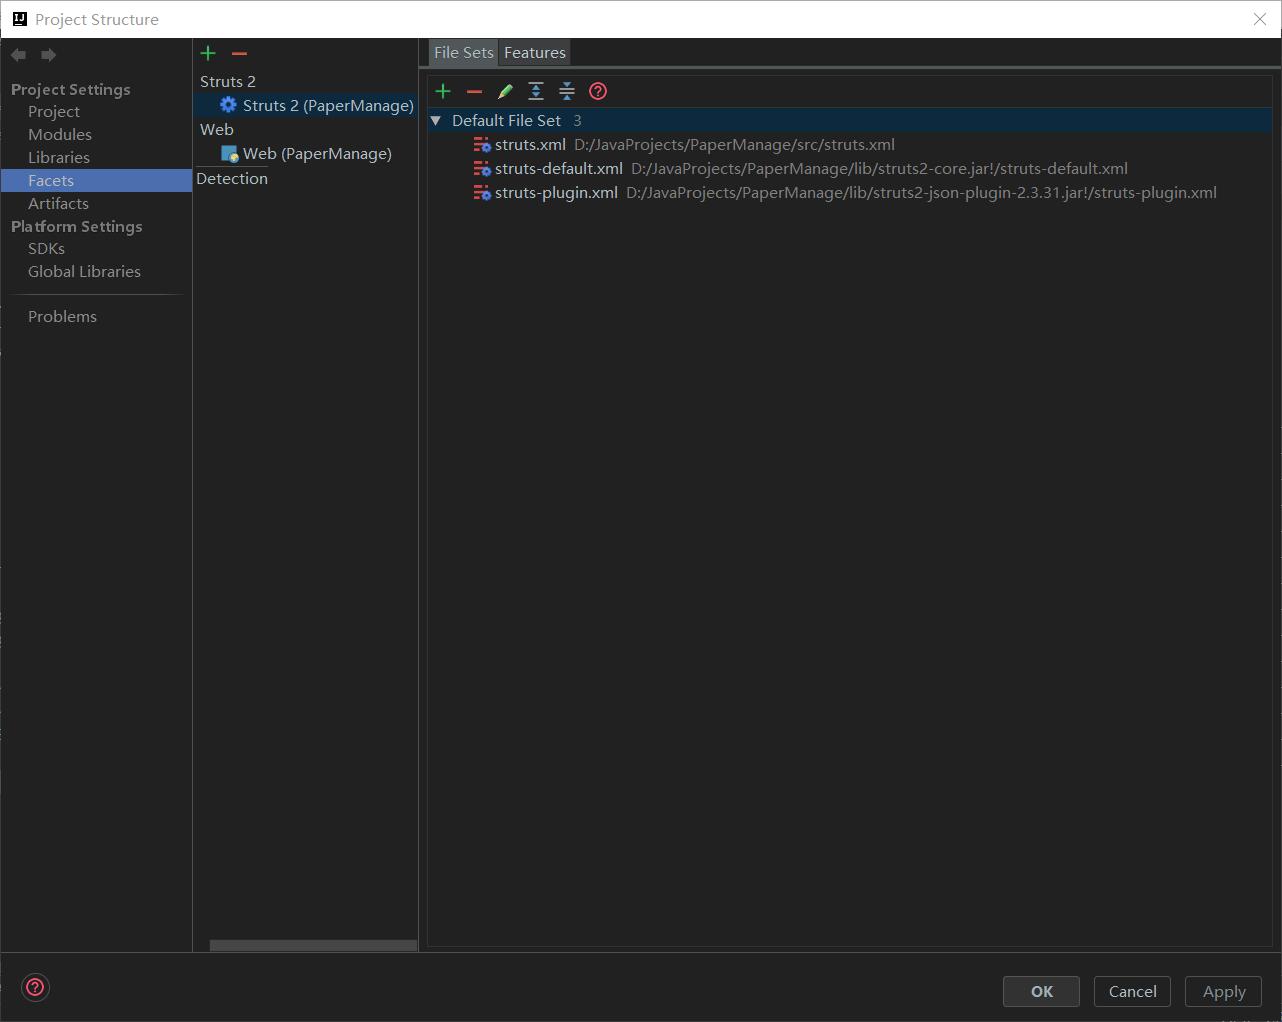 Project Structure
Project Settings
Project
Modules
Libraries
Facets
Artifacts
Platform Settings
SDKs
Global Libraries
Problems
Struts 2
Struts 2 (PaperManage)
Web
Web (PaperManage)
Detection
File Sets Features
Default File Set 3
struts.xml D:/JavaProjects/PaperManage/src/struts.xml
struts-default.xml D:/JavaProjects/PaperManage/lib/struts2-core.jar!/struts-default.xml
struts-plugin.xml D:/JavaProjects/PaperManage/lib/struts2-json-plugin-2.3.31.jar!/struts-plugin.xml
OK Cancel Apply